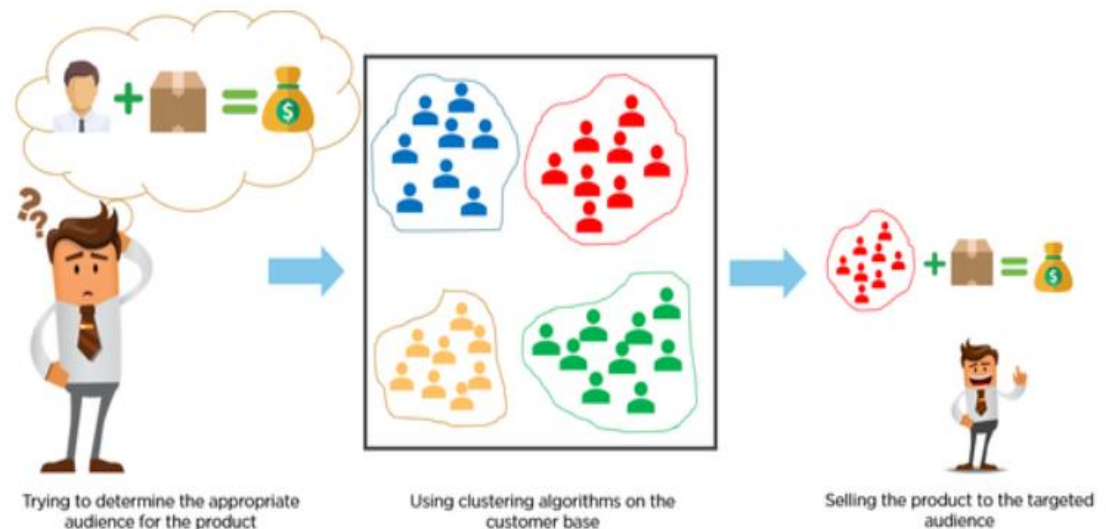 ??
$
Trying to determine the appropriate
audience for the product
Using clustering algorithms on the
customer base
$
Selling the product to the targeted
audience